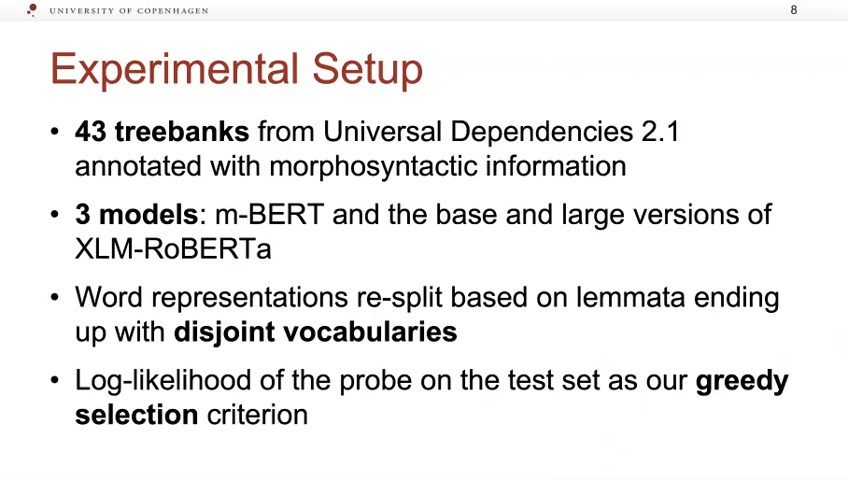 UNIVERSITY OF COPENHAGEN
8
Experimental Setup
• 43 treebanks from Universal Dependencies 2.1
annotated with morphosyntactic information
• 3 models: m-BERT and the base and large versions of
XLM-RoBERTa
• Word representations re-split based on lemmata ending
up with disjoint vocabularies
• Log-likelihood of the probe on the test set as our greedy
selection criterion